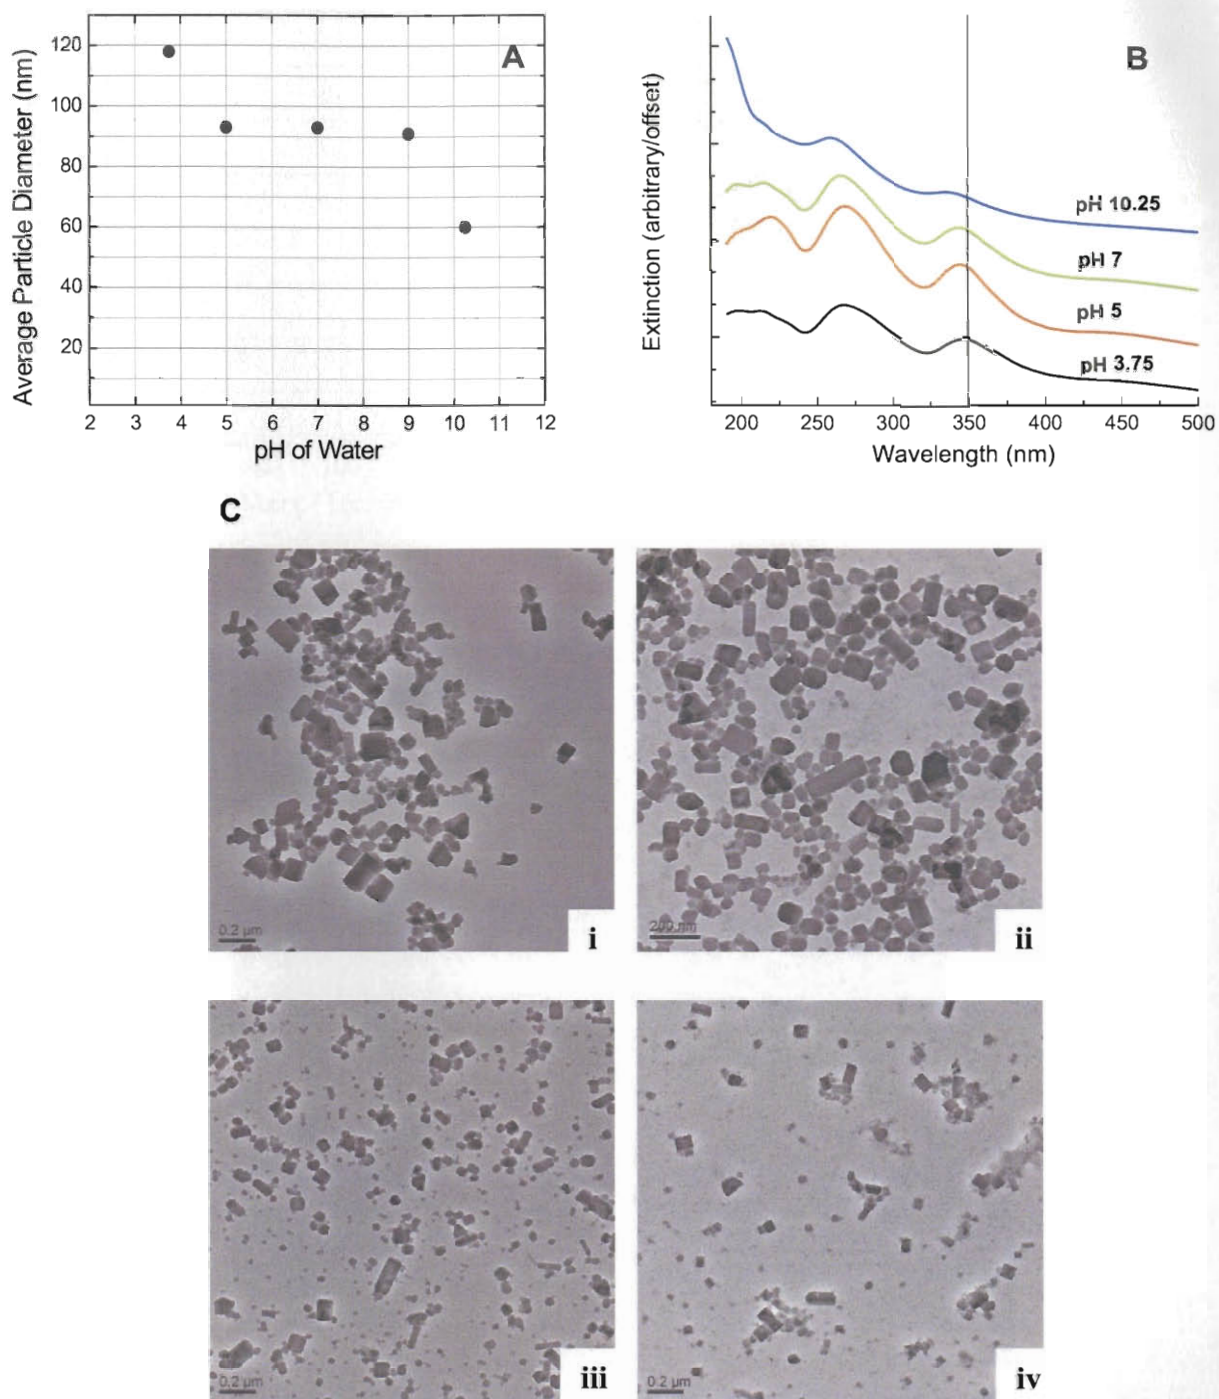 A
Average Particle Diameter (nm)
120
100
80
60
40
20
2 3 4 5 6 7 8 9 10 11 12
pH of Water
B
Extinction (arbitrary/offset)
pH 10.25
pH 7
pH 5
pH 3.75
200 250 300 350 400 450 500
Wavelength (nm)
C
0.2 µm
i
200 nm
ii
0.2 µm
iii
0.2 µm
iv